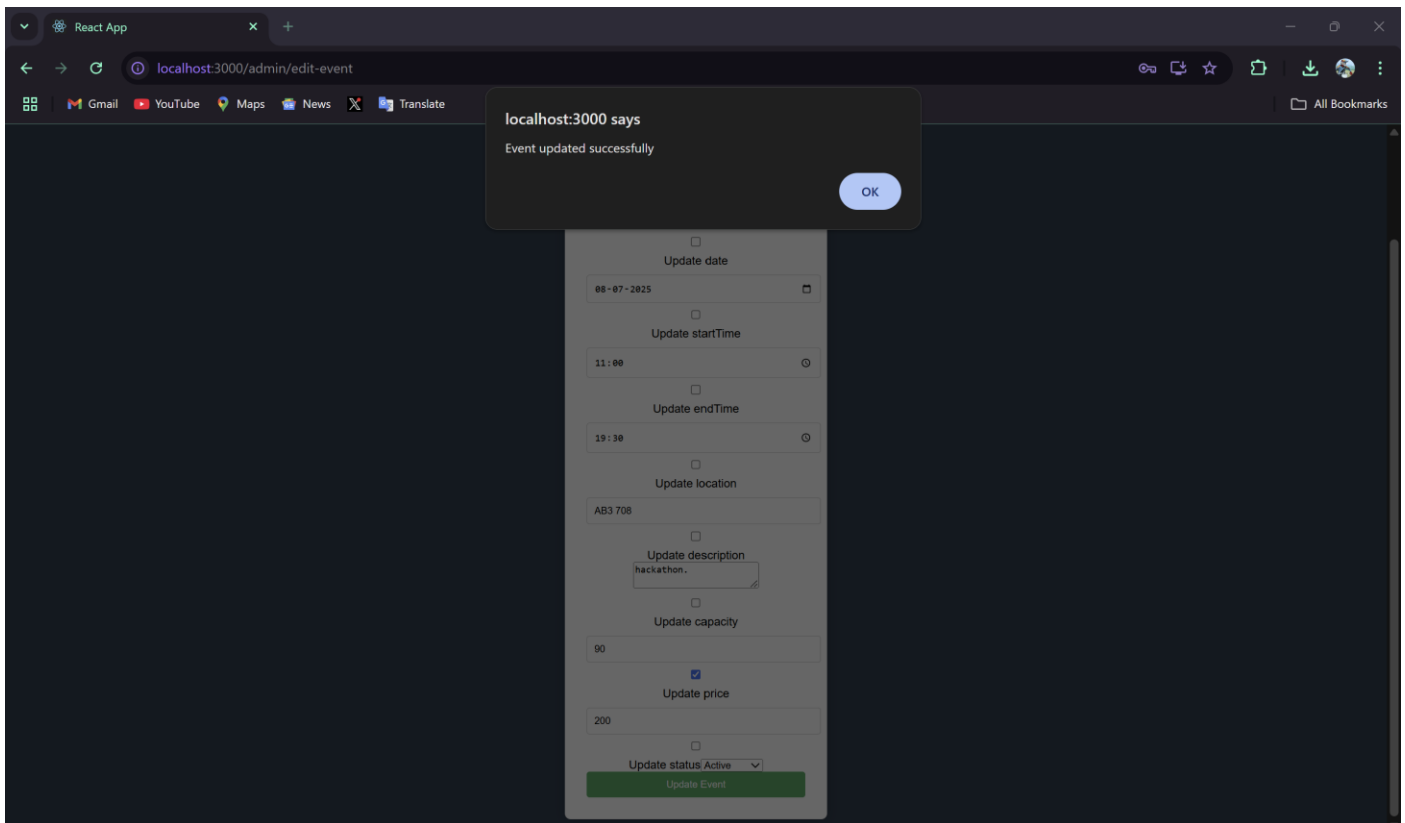 React App
localhost:3000/admin/edit-event
Gmail YouTube Maps News Translate All Bookmarks
localhost:3000 says
Event updated successfully
OK
Update date
08-07-2025
Update startTime
11:00
Update endTime
19:30
Update location
AB3 708
Update description
hackathon.
Update capacity
90
Update price
200
Update status Active
Update Event